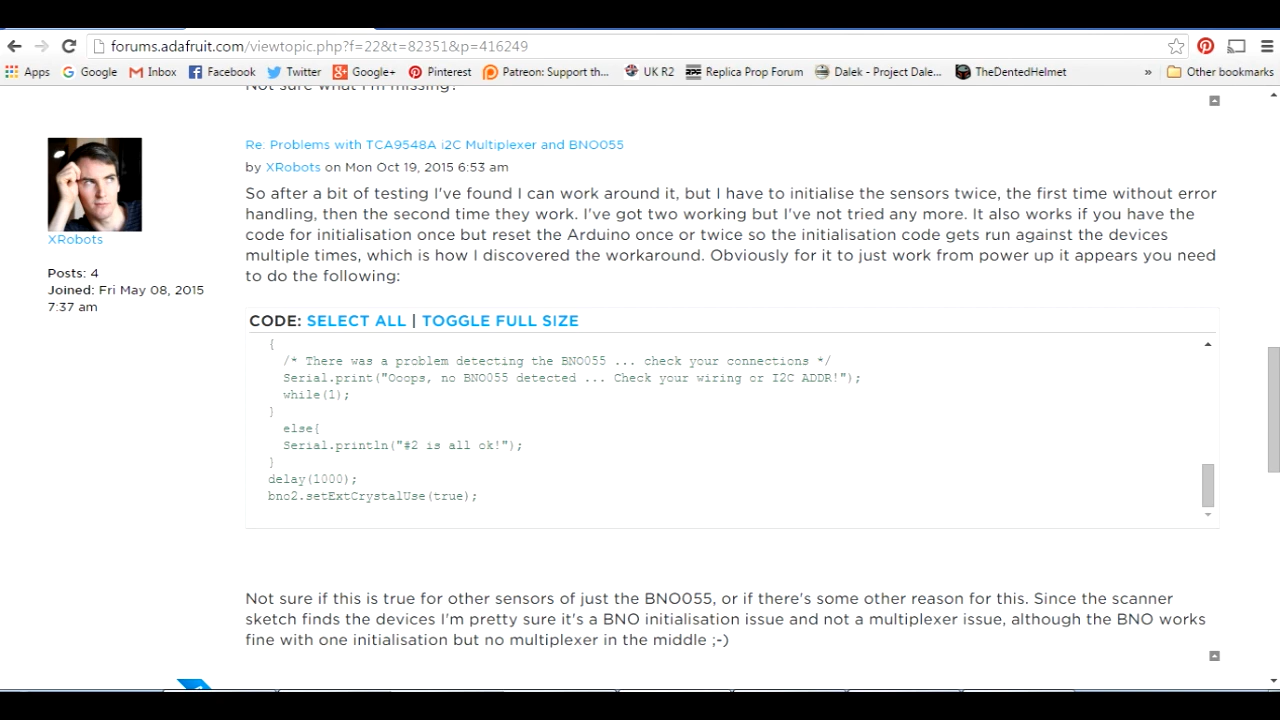 forums.adafruit.com/viewtopic.php?f=22&t=82351&p=416249
Apps Google Inbox Facebook Twitter Google+ Pinterest Patreon: Support th... UK R2 Replica Prop Forum Dalek - Project Dale... TheDentedHelmet » Other bookmarks
Not sure what I'm missing?
Re: Problems with TCA9548A i2C Multiplexer and BNO055
by XRobots on Mon Oct 19, 2015 6:53 am
So after a bit of testing I've found I can work around it, but I have to initialise the sensors twice, the first time without error
handling, then the second time they work. I've got two working but I've not tried any more. It also works if you have the
code for initialisation once but reset the Arduino once or twice so the initialisation code gets run against the devices
multiple times, which is how I discovered the workaround. Obviously for it to just work from power up it appears you need
to do the following:
XRobots
Posts: 4
Joined: Fri May 08, 2015
7:37 am
CODE: SELECT ALL | TOGGLE FULL SIZE
{
/* There was a problem detecting the BNO055 ... check your connections */
Serial.print("Ooops, no BNO055 detected ... Check your wiring or I2C ADDR!");
while(1);
}
else{
Serial.println("#2 is all ok!");
}
delay(1000);
bno2.setExtCrystalUse(true);
Not sure if this is true for other sensors of just the BNO055, or if there's some other reason for this. Since the scanner
sketch finds the devices I'm pretty sure it's a BNO initialisation issue and not a multiplexer issue, although the BNO works
fine with one initialisation but no multiplexer in the middle ;-)